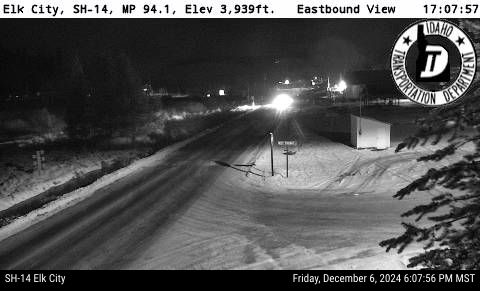 Elk City, SH-14, MP 94.1, Elev 3,939ft.   Eastbound View   17:07:57
IDAHO
TRANSPORTATION DEPARTMENT
SH-14 Elk City
Friday, December 6, 2024 6:07:56 PM MST